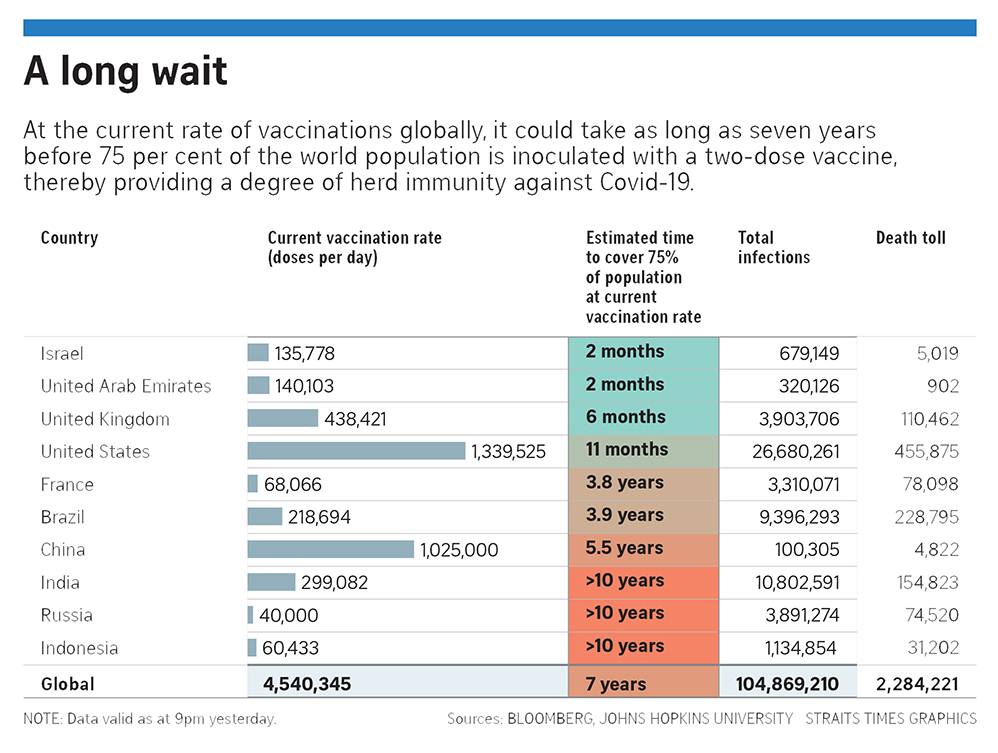 A long wait
At the current rate of vaccinations globally, it could take as long as seven years
before 75 per cent of the world population is inoculated with a two-dose vaccine,
thereby providing a degree of herd immunity against Covid-19.
Country
Current vaccination rate
(doses per day)
Estimated time
to cover 75%
of population
at current
vaccination rate
Total
infections
Death toll
Israel 135,778 2 months 679,149 5,019
United Arab Emirates 140,103 2 months 320,126 902
United Kingdom 438,421 6 months 3,903,706 110,462
United States 1,339,525 11 months 26,680,261 455,875
France 68,066 3.8 years 3,310,071 78,098
Brazil 218,694 3.9 years 9,396,293 228,795
China 1,025,000 5.5 years 100,305 4,822
India 299,082 >10 years 10,802,591 154,823
Russia 40,000 >10 years 3,891,274 74,520
Indonesia 60,433 >10 years 1,134,854 31,202
Global 4,540,345 7 years 104,869,210 2,284,221
NOTE: Data valid as at 9pm yesterday. Sources: BLOOMBERG, JOHNS HOPKINS UNIVERSITY STRAITS TIMES GRAPHICS